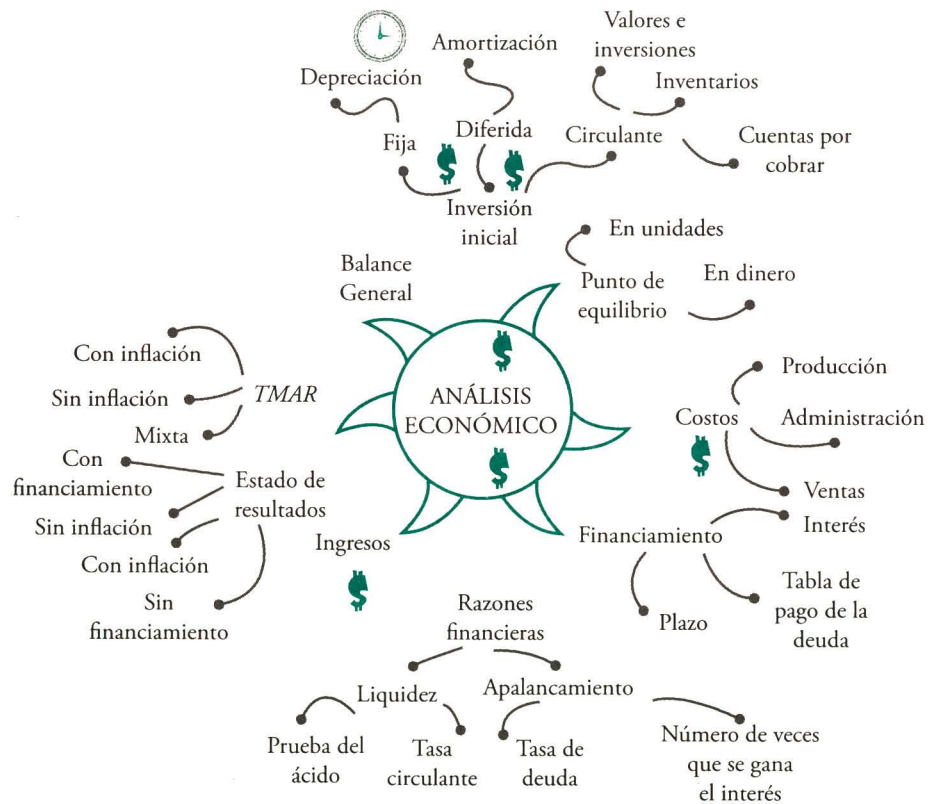 Valores e
inversiones
Amortización
Depreciación
Inventarios
Fija
Diferida
Circulante
Cuentas por
cobrar
Inversión
inicial
En unidades
Balance
General
Punto de
equilibrio
En dinero
Con inflación
Sin inflación
TMAR
Mixta
ANÁLISIS
ECONÓMICO
Producción
Costos
Administración
Ventas
Con
financiamiento
Estado de
resultados
Sin inflación
Con inflación
Sin
financiamiento
Ingresos
Financiamiento
Interés
Plazo
Tabla de
pago de la
deuda
Razones
financieras
Liquidez
Apalancamiento
Prueba del
ácido
Tasa
circulante
Tasa de
deuda
Número de veces
que se gana
el interés